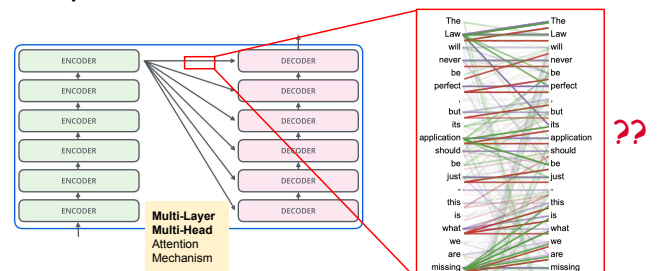 ENCODER
ENCODER
ENCODER
ENCODER
ENCODER
ENCODER
DECODER
DECODER
DECODER
DECODER
DECODER
DECODER
Multi-Layer
Multi-Head
Attention
Mechanism
The The
Law Law
will will
never never
be be
perfect perfect
, ,
but but
its its
application application
should should
be be
just just
- -
this this
is is
what what
we we
are are
missing missing
??